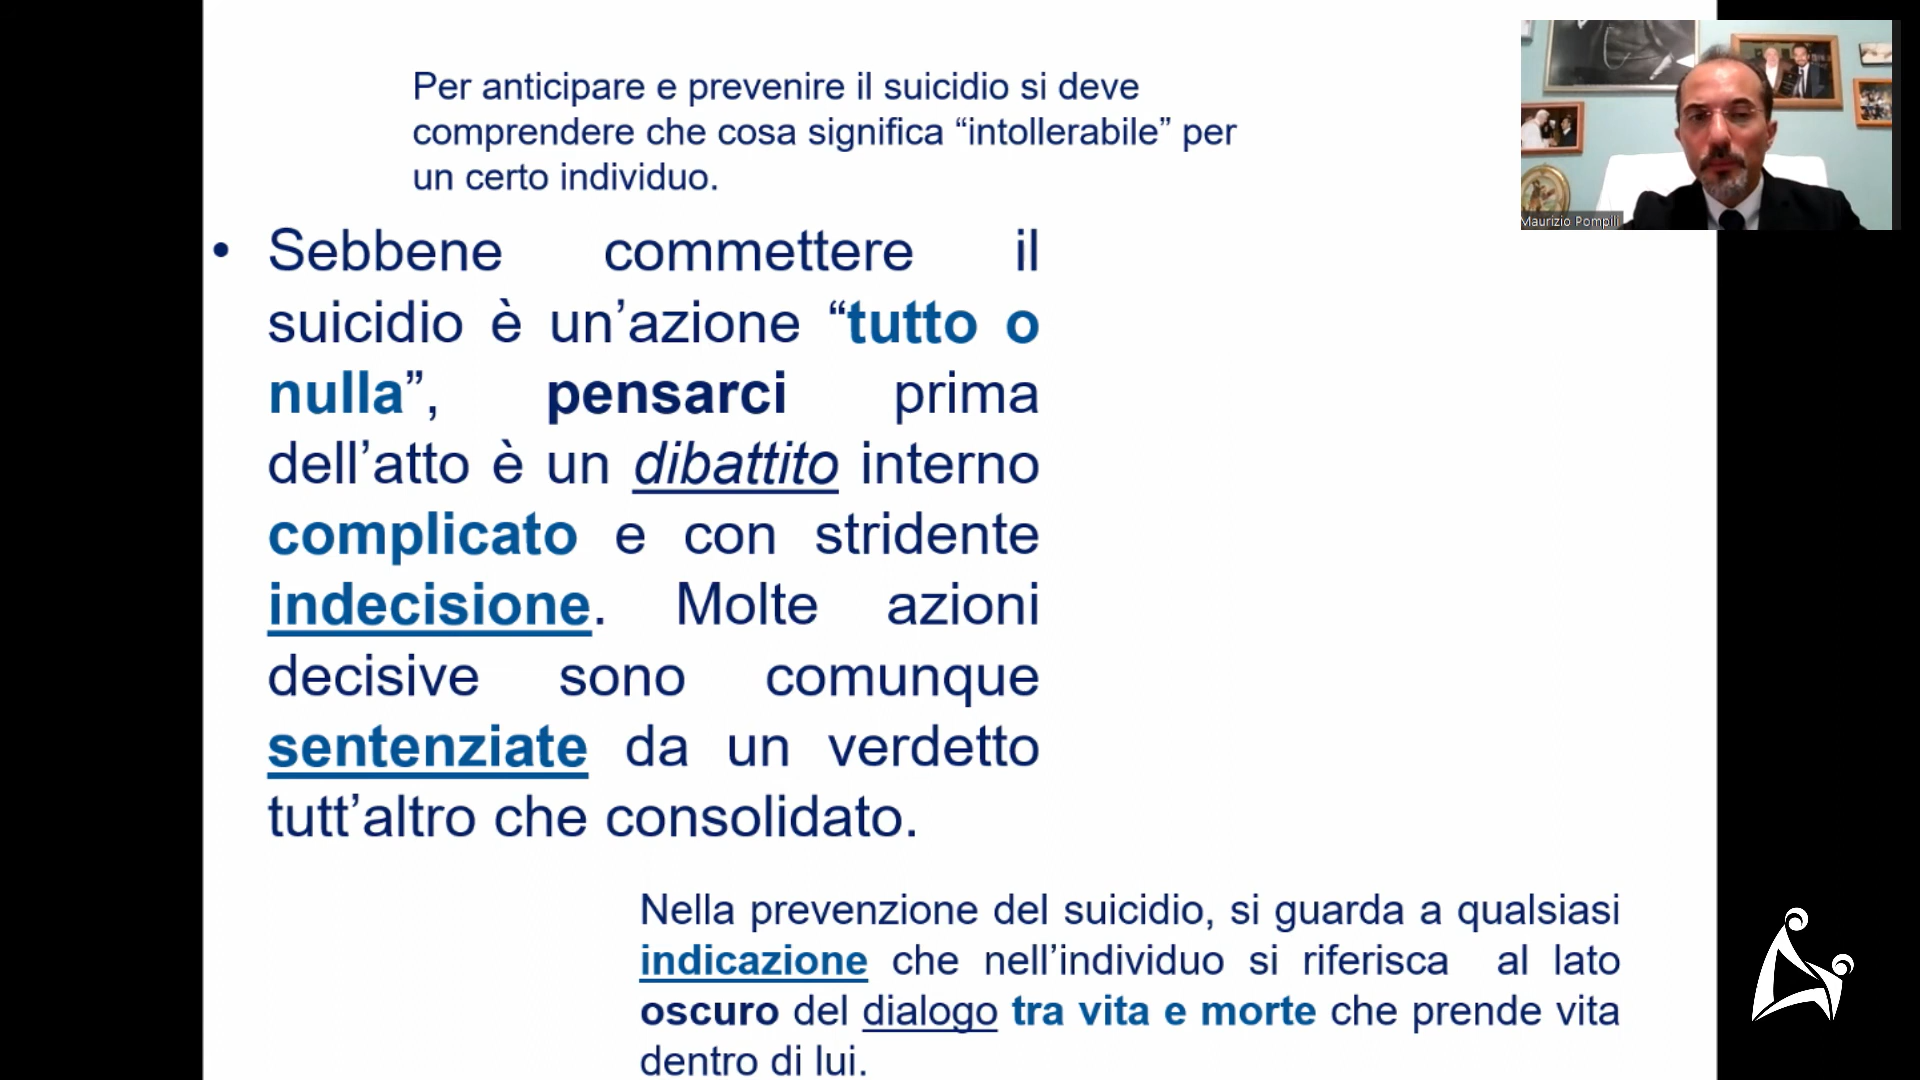 Per anticipare e prevenire il suicidio si deve
comprendere che cosa significa “intollerabile” per
un certo individuo.
Maurizio Pompili
• Sebbene commettere il
suicidio è un’azione “tutto o
nulla”, pensarci prima
dell’atto è un dibattito interno
complicato e con stridente
indecisione. Molte azioni
decisive sono comunque
sentenziate da un verdetto
tutt’altro che consolidato.
Nella prevenzione del suicidio, si guarda a qualsiasi
indicazione che nell’individuo si riferisca al lato
oscuro del dialogo tra vita e morte che prende vita
dentro di lui.